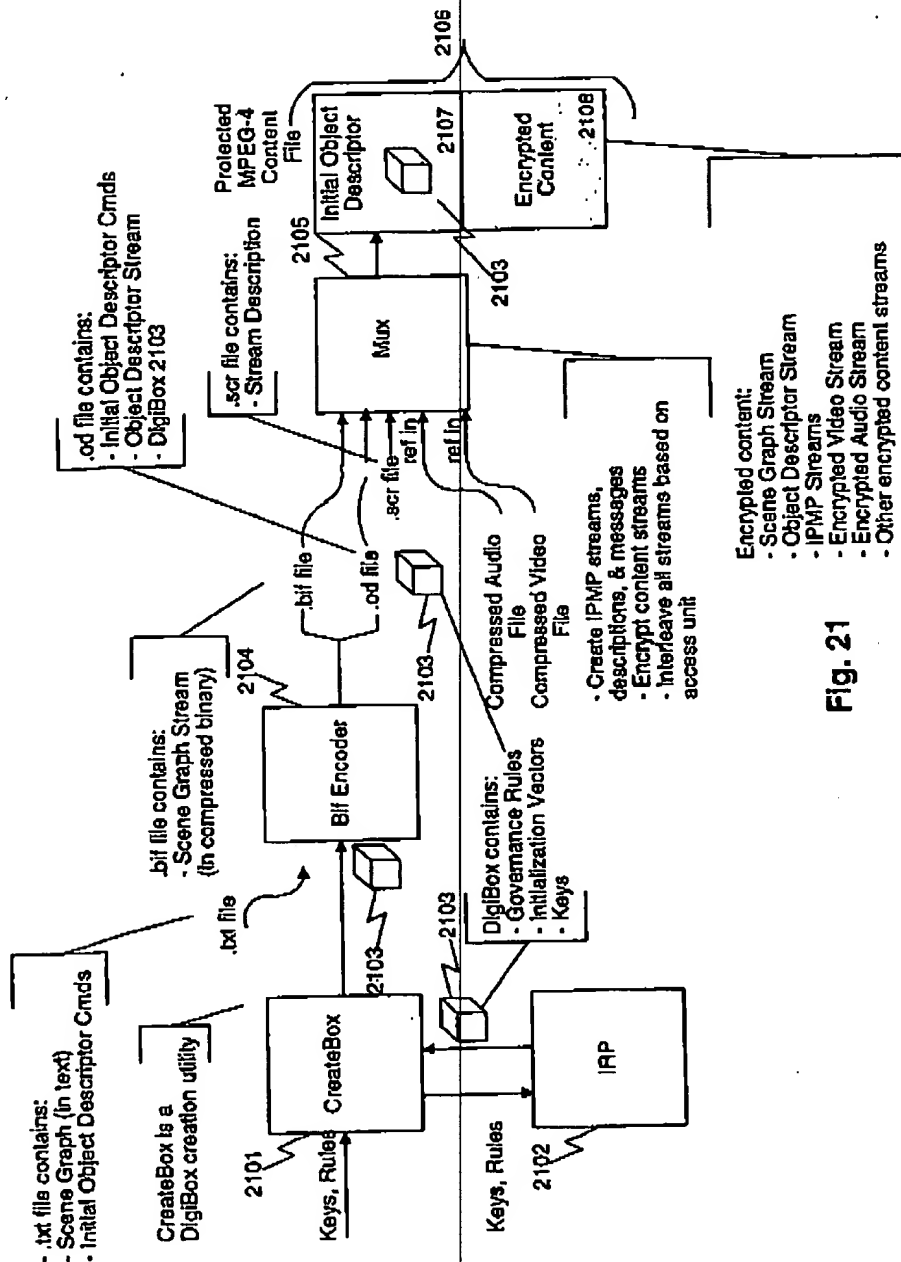 - .txt file contains:
- Scene Graph (in text)
- Initial Object Descriptor Cmds
CreateBox is a
DigiBox creation utility
2101
Keys, Rules
CreateBox
Keys, Rules
2102
IRP
2103
DigiBox contains:
- Governance Rules
- Initialization Vectors
- Keys
.txt file
2103
.bif file contains:
- Scene Graph Stream
(in compressed binary)
2104
Bif Encoder
.bif file
.od file
2103
.od file contains:
- Initial Object Descriptor Cmds
- Object Descriptor Stream
- DigiBox 2103
.scr file contains:
- Stream Description
.scr file
ref in
ref in
Compressed Audio
File
Compressed Video
File
2105
Mux
- Create IPMP streams,
descriptions, & messages
- Encrypt content streams
- Interleave all streams based on
access unit
Protected
MPEG-4
Content
File
Initial Object
Descriptor
2107
2103
Encrypted
Content
2108
2106
Encrypted content:
- Scene Graph Stream
- Object Descriptor Stream
- IPMP Streams
- Encrypted Video Stream
- Encrypted Audio Stream
- Other encrypted content streams
Fig. 21